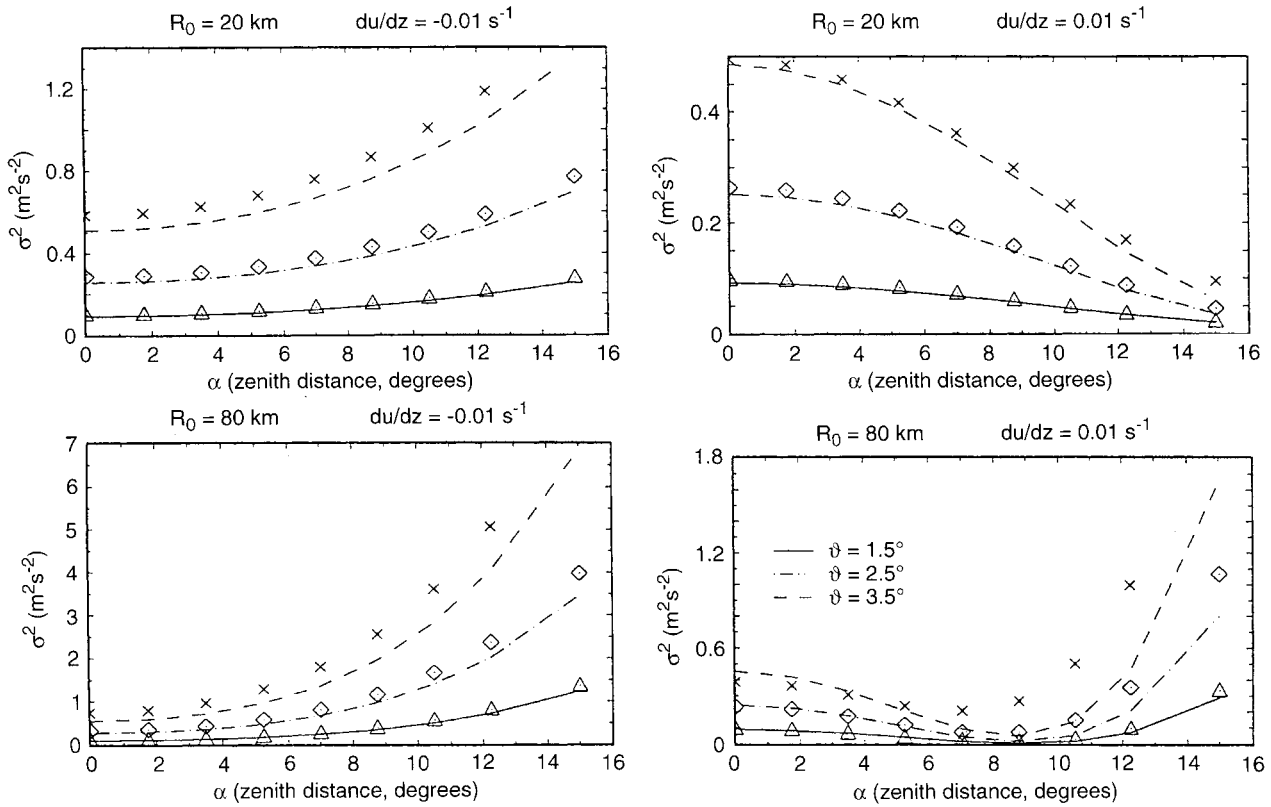 R₀ = 20 km du/dz = -0.01 s⁻¹
1.2
0.8
0.4
0
σ² (m²s⁻²)
0 2 4 6 8 10 12 14 16
α (zenith distance, degrees)
R₀ = 20 km du/dz = 0.01 s⁻¹
0.4
0.2
0
σ² (m²s⁻²)
0 2 4 6 8 10 12 14 16
α (zenith distance, degrees)
R₀ = 80 km du/dz = -0.01 s⁻¹
7
6
5
4
3
2
1
0
σ² (m²s⁻²)
0 2 4 6 8 10 12 14 16
α (zenith distance, degrees)
R₀ = 80 km du/dz = 0.01 s⁻¹
1.8
1.2
0.6
0
σ² (m²s⁻²)
ϑ = 1.5°
ϑ = 2.5°
ϑ = 3.5°
0 2 4 6 8 10 12 14 16
α (zenith distance, degrees)